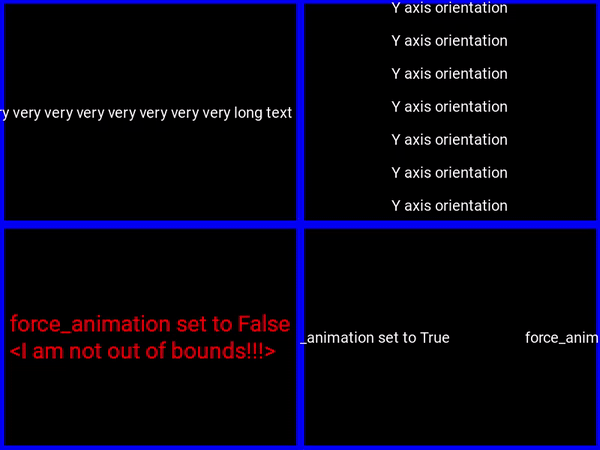 very very very very very very very long text
Y axis orientation
Y axis orientation
Y axis orientation
Y axis orientation
Y axis orientation
Y axis orientation
Y axis orientation
force_animation set to False
<I am not out of bounds!!!>
_animation set to True force_anim